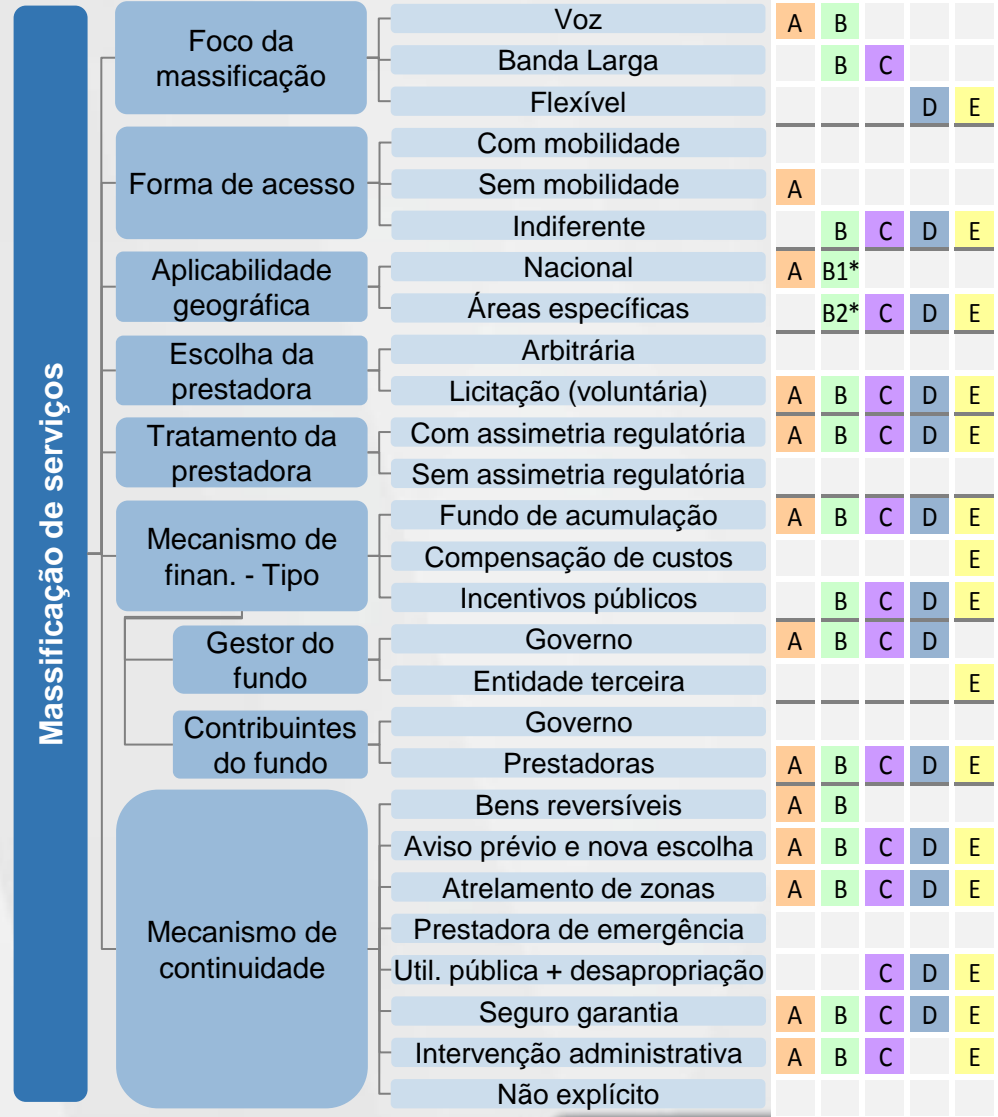 Massificação de serviços
Foco da
massificação
Voz A B
Banda Larga B C
Flexível D E
Forma de acesso
Com mobilidade
Sem mobilidade A
Indiferente B C D E
Aplicabilidade
geográfica
Nacional A B1*
Áreas específicas B2* C D E
Escolha da
prestadora
Arbitrária
Licitação (voluntária) A B C D E
Tratamento da
prestadora
Com assimetria regulatória A B C D E
Sem assimetria regulatória
Mecanismo de
finan. - Tipo
Fundo de acumulação A B C D E
Compensação de custos E
Incentivos públicos B C D E
Gestor do
fundo
Governo A B C D
Entidade terceira E
Contribuintes
do fundo
Governo
Prestadoras A B C D E
Mecanismo de
continuidade
Bens reversíveis A B
Aviso prévio e nova escolha A B C D E
Atrelamento de zonas A B C D E
Prestadora de emergência
Util. pública + desapropriação C D E
Seguro garantia A B C D E
Intervenção administrativa A B C E
Não explícito